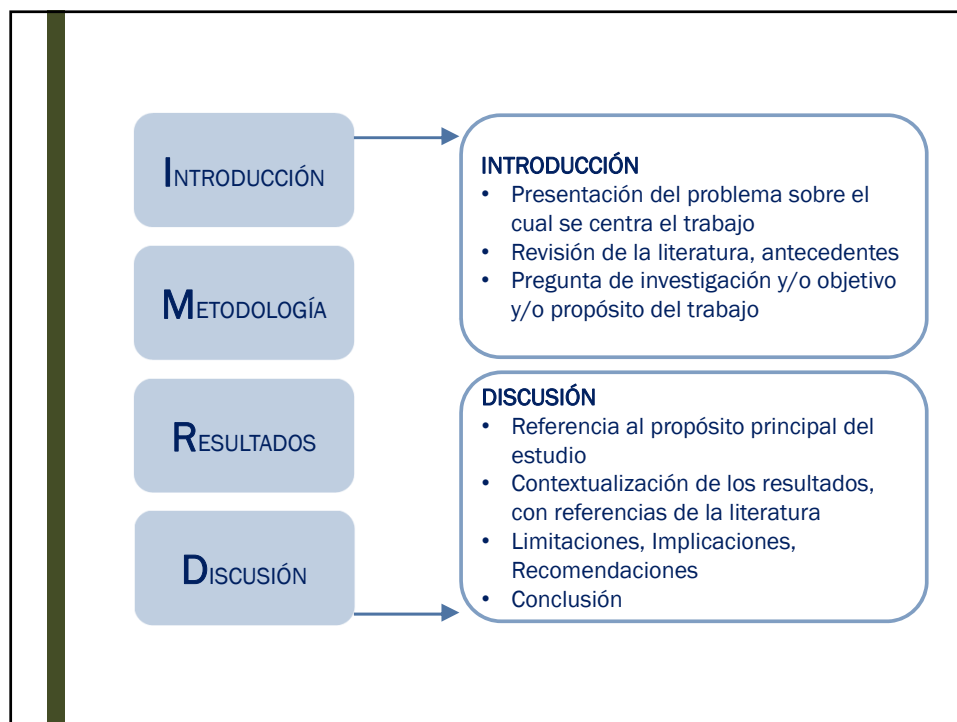 INTRODUCCIÓN
METODOLOGÍA
RESULTADOS
DISCUSIÓN
INTRODUCCIÓN
• Presentación del problema sobre el
cual se centra el trabajo
• Revisión de la literatura, antecedentes
• Pregunta de investigación y/o objetivo
y/o propósito del trabajo
DISCUSIÓN
• Referencia al propósito principal del
estudio
• Contextualización de los resultados,
con referencias de la literatura
• Limitaciones, Implicaciones,
Recomendaciones
• Conclusión